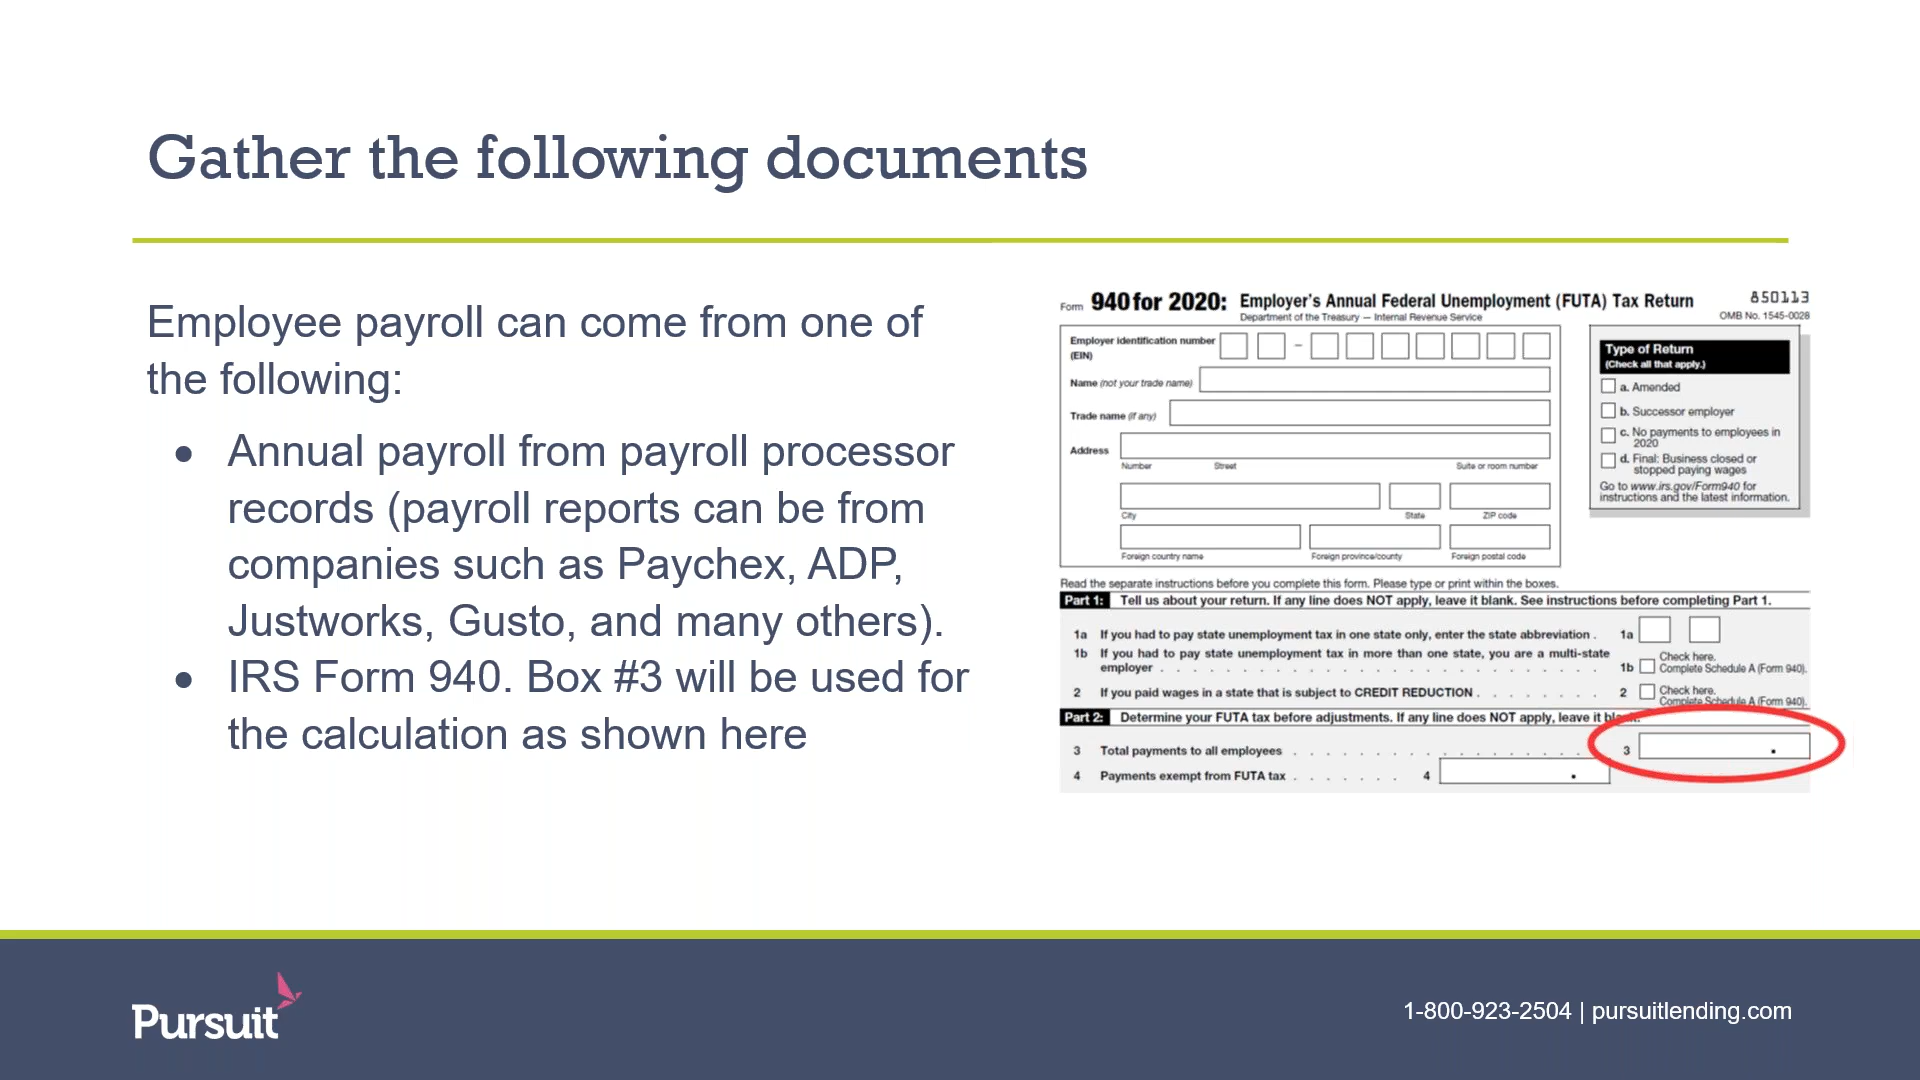 Gather the following documents
Employee payroll can come from one of
the following:
● Annual payroll from payroll processor
records (payroll reports can be from
companies such as Paychex, ADP,
Justworks, Gusto, and many others).
● IRS Form 940. Box #3 will be used for
the calculation as shown here
Form 940 for 2020: Employer's Annual Federal Unemployment (FUTA) Tax Return
Department of the Treasury — Internal Revenue Service
850113
OMB No. 1545-0028
Employer identification number
(EIN)
–
Name (not your trade name)
Trade name (if any)
Address
Number Street Suite or room number
City State ZIP code
Foreign country name Foreign province/county Foreign postal code
Type of Return
(Check all that apply.)
a. Amended
b. Successor employer
c. No payments to employees in
2020
d. Final: Business closed or
stopped paying wages
Go to www.irs.gov/Form940 for
instructions and the latest information.
Read the separate instructions before you complete this form. Please type or print within the boxes.
Part 1: Tell us about your return. If any line does NOT apply, leave it blank. See instructions before completing Part 1.
1a If you had to pay state unemployment tax in one state only, enter the state abbreviation . 1a
1b If you had to pay state unemployment tax in more than one state, you are a multi-state
employer . . . . . . . . . . . . . . . . . 1b Check here.
Complete Schedule A (Form 940).
2 If you paid wages in a state that is subject to CREDIT REDUCTION . . . . . . . 2 Check here.
Complete Schedule A (Form 940).
Part 2: Determine your FUTA tax before adjustments. If any line does NOT apply, leave it blank.
3 Total payments to all employees . . . . . . . . . . . . . 3 .
4 Payments exempt from FUTA tax . . . . . . 4 .
Pursuit
1-800-923-2504 | pursuitlending.com